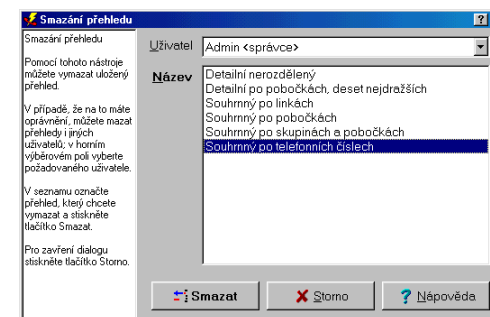 Smazání přehledu
Smazání přehledu
Pomocí tohoto nástroje
můžete vymazat uložený
přehled.
V případě, že na to máte
oprávnění, můžete mazat
přehledy i jiných
uživatelů; v horním
výběrovém poli vyberte
požadovaného uživatele.
V seznamu označte
přehled, který chcete
vymazat a stiskněte
tlačítko Smazat.
Pro zavření dialogu
stiskněte tlačítko Storno.
Uživatel
Admin <správce>
Název
Detailní nerozdělený
Detailní po pobočkách, deset nejdražších
Souhrnný po linkách
Souhrnný po pobočkách
Souhrnný po skupinách a pobočkách
Souhrnný po telefonních číslech
Smazat
Storno
Nápověda